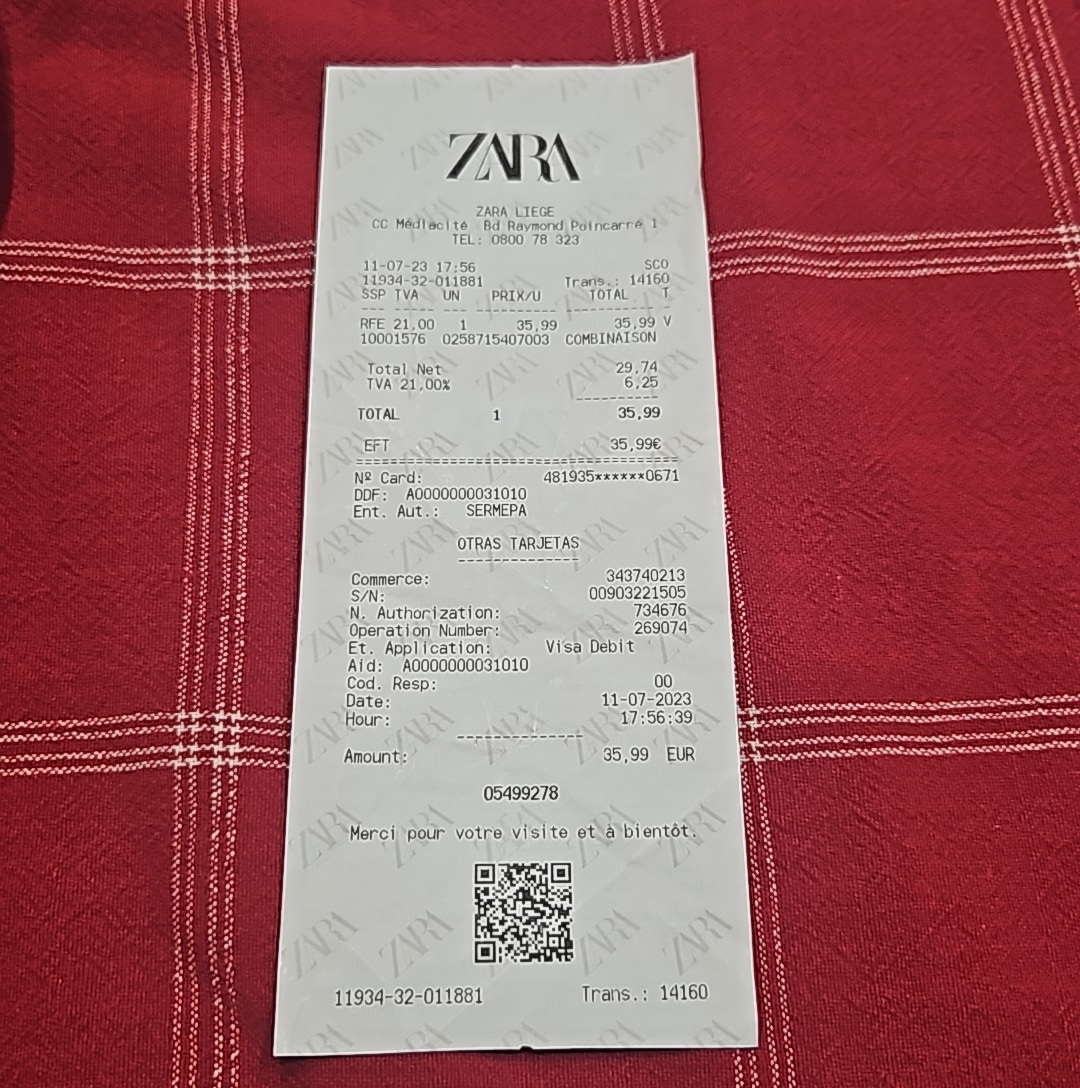 ZARA
ZARA LIEGE
CC Médiacité Bd Raymond Poincarré 1
TEL: 0800 78 323
11-07-23 17:56 SCO
11934-32-011881 Trans.: 14160
SSP TVA UN PRIX/U TOTAL T
RFE 21,00 1 35,99 35,99 V
10001576 0258715407003 COMBINAISON
Total Net 29.74
TVA 21,00% 6,25
TOTAL 1 35,99
EFT 35,99€
Nº Card: 481935******0671
DDF: A0000000031010
Ent. Aut.: SERMEPA
OTRAS TARJETAS
Commerce: 343740213
S/N: 00903221505
N. Authorization: 734676
Operation Number: 269074
Et. Application: Visa Debit
Aid: A0000000031010
Cod. Resp: 00
Date: 11-07-2023
Hour: 17:56:39
Amount: 35,99 EUR
05499278
Merci pour votre visite et à bientôt.
11934-32-011881 Trans.: 14160